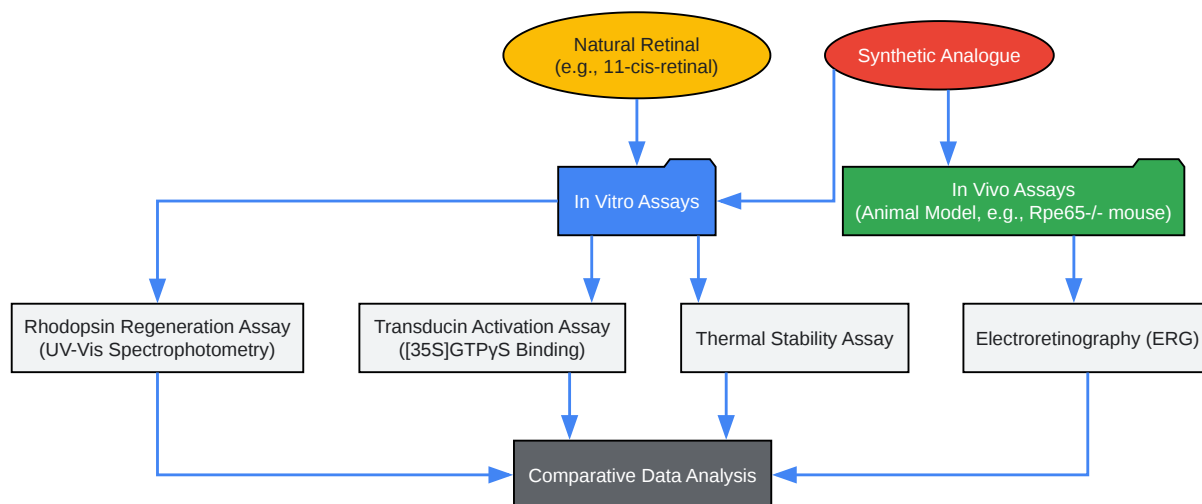 Natural Retinal
(e.g., 11-cis-retinal)
Synthetic Analogue
In Vitro Assays
In Vivo Assays
(Animal Model, e.g., Rpe65-/- mouse)
Rhodopsin Regeneration Assay
(UV-Vis Spectrophotometry)
Transducin Activation Assay
([35S]GTPγS Binding)
Thermal Stability Assay
Electroretinography (ERG)
Comparative Data Analysis